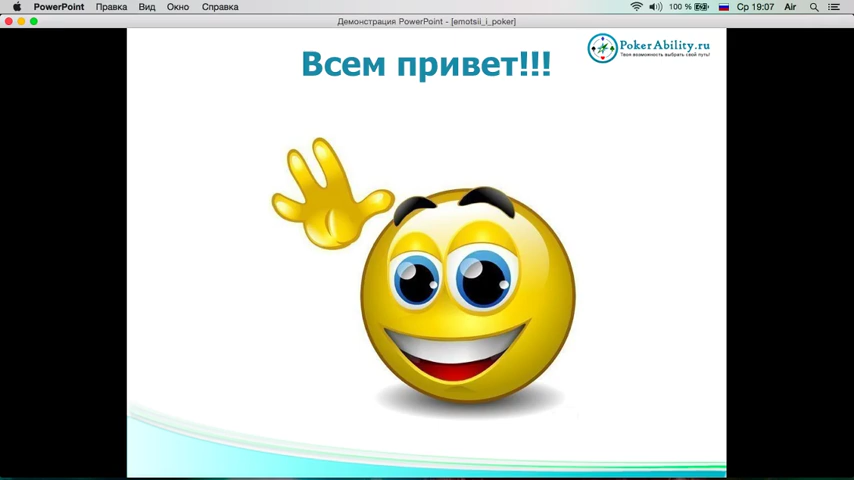 PowerPoint Правка Вид Окно Справка 100 % Ср 19:07 Air
Демонстрация PowerPoint - [emotsii_i_poker]
Всем привет!!!
PokerAbility.ru
Твоя возможность выбрать свой путь!